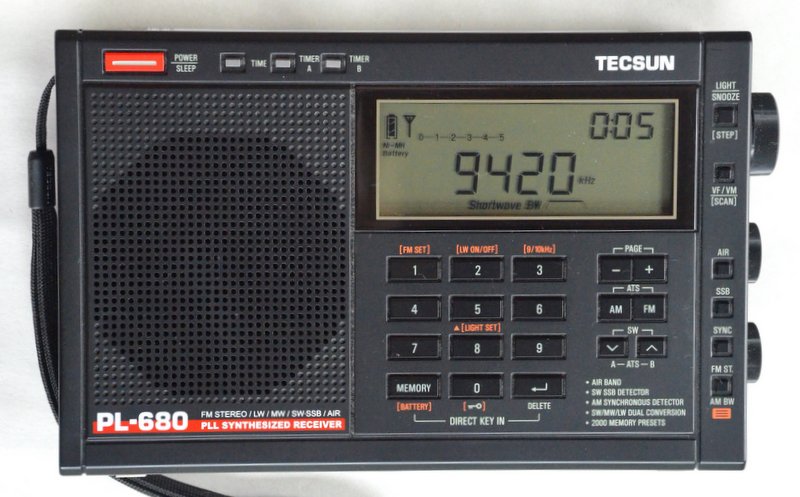 POWER
SLEEP
TIME
TIMER
A
TIMER
B
TECSUN
LIGHT
SNOOZE
[STEP]
0 1 2 3 4 5
0:05
Ni-MH
Battery
9420 kHz
Shortwave BW
VF/VM
[SCAN]
[FM SET] [LW ON/OFF] [9/10kHz]
PAGE
1 2 3 - +
AIR
ATS
4 5 6 AM FM
SSB
▲[LIGHT SET]
SW
7 8 9
SYNC
A—ATS—B
MEMORY 0
FM ST.
[BATTERY] DELETE
AM BW
DIRECT KEY IN
• AIR BAND
• SW SSB DETECTOR
• AM SYNCHRONOUS DETECTOR
• SW/MW/LW DUAL CONVERSION
• 2000 MEMORY PRESETS
PL-680
FM STEREO / LW / MW / SW-SSB / AIR
PLL SYNTHESIZED RECEIVER